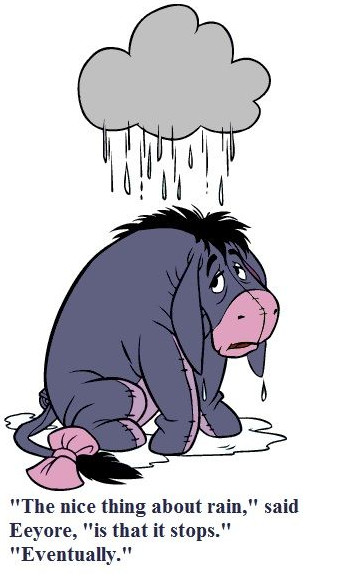 "The nice thing about rain," said
Eeyore, "is that it stops."
"Eventually."